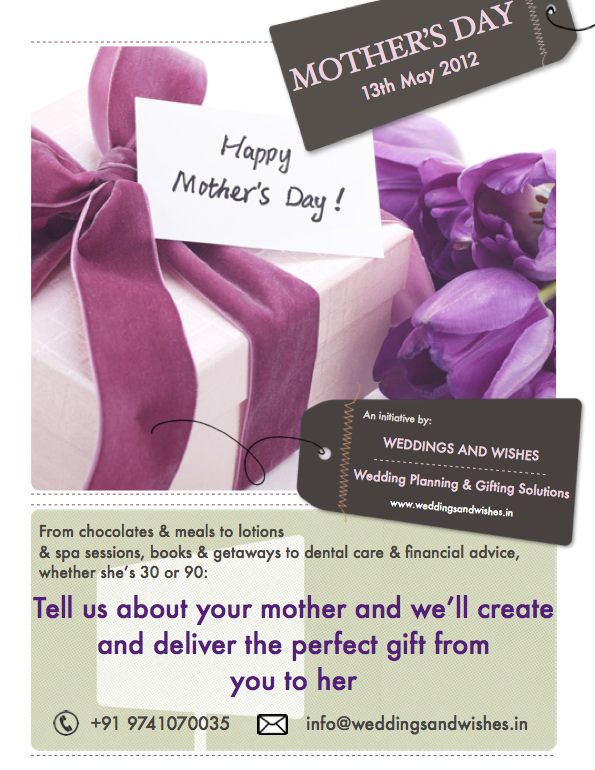 MOTHER'S DAY
13th May 2012
Happy
Mother's Day!
An initiative by:
WEDDINGS AND WISHES
Wedding Planning & Gifting Solutions
www.weddingsandwishes.in
From chocolates & meals to lotions
& spa sessions, books & getaways to dental care & financial advice,
whether she's 30 or 90:
Tell us about your mother and we'll create
and deliver the perfect gift from
you to her
+91 9741070035 info@weddingsandwishes.in